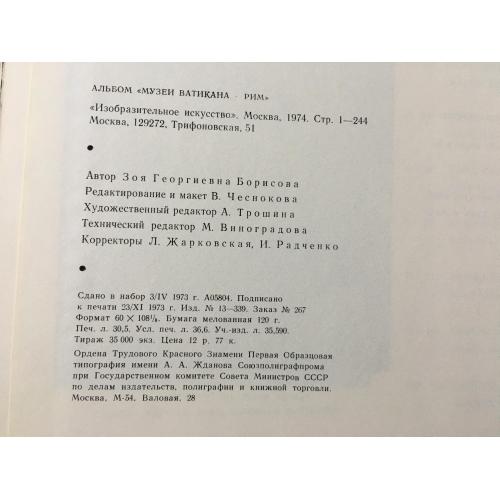 АЛЬБОМ «МУЗЕИ ВАТИКАНА - РИМ»
«Изобразительное искусство». Москва, 1974. Стр. 1—244
Москва, 129272, Трифоновская, 51
Автор Зоя Георгиевна Борисова
Редактирование и макет В. Чеснокова
Художественный редактор А. Трошина
Технический редактор М. Виноградова
Корректоры Л. Жарковская, И. Радченко
Сдано в набор 3/IV 1973 г. А05804. Подписано
к печати 23/XI 1973 г. Изд. № 13—339. Заказ № 267
Формат 60 × 108⅛. Бумага мелованная 120 г.
Печ. л. 30,5. Усл. печ. л. 36,6. Уч.-изд. л. 35,590.
Тираж 35 000 экз. Цена 12 р. 77 к.
Ордена Трудового Красного Знамени Первая Образцовая
типография имени А. А. Жданова Союзполиграфпрома
при Государственном комитете Совета Министров СССР
по делам издательств, полиграфии и книжной торговли.
Москва, М-54, Валовая, 28